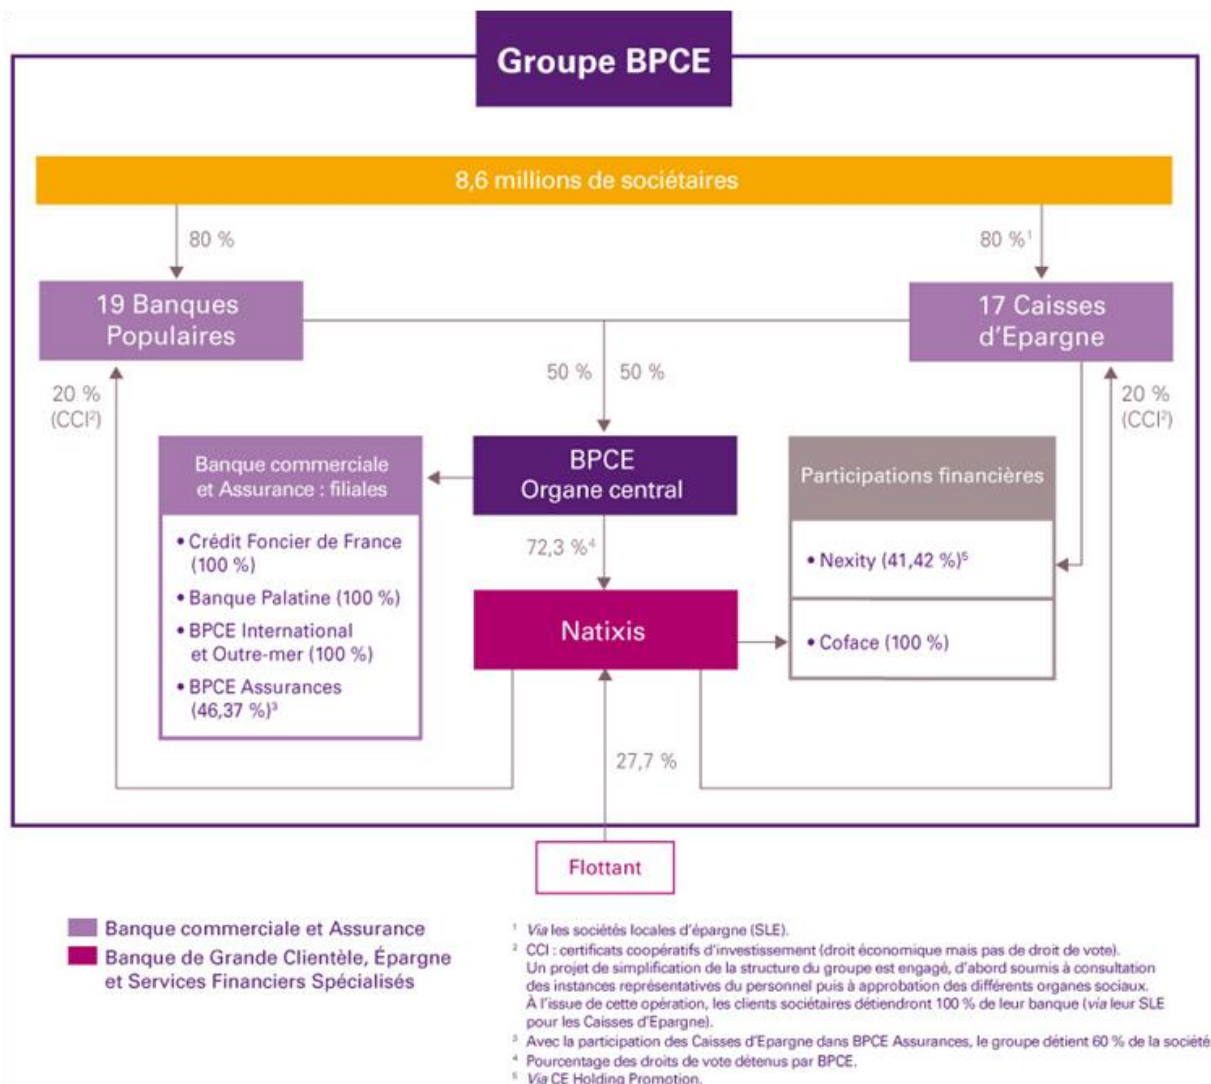 Groupe BPCE
8,6 millions de sociétaires
80 %
80 %¹
19 Banques
Populaires
17 Caisses
d'Epargne
50 %
50 %
20 %
(CCI²)
20 %
(CCI²)
Banque commerciale
et Assurance : filiales
• Crédit Foncier de France
(100 %)
• Banque Palatine (100 %)
• BPCE International
et Outre-mer (100 %)
• BPCE Assurances
(46,37 %)³
BPCE
Organe central
72,3 %⁴
Natixis
Participations financières
• Nexity (41,42 %)⁵
• Coface (100 %)
27,7 %
Flottant
Banque commerciale et Assurance
Banque de Grande Clientèle, Épargne
et Services Financiers Spécialisés
¹ Via les sociétés locales d'épargne (SLE).
² CCI : certificats coopératifs d'investissement (droit économique mais pas de droit de vote).
Un projet de simplification de la structure du groupe est engagé, d'abord soumis à consultation
des instances représentatives du personnel puis à approbation des différents organes sociaux.
À l'issue de cette opération, les clients sociétaires détiendront 100 % de leur banque (via leur SLE
pour les Caisses d'Epargne).
³ Avec la participation des Caisses d'Epargne dans BPCE Assurances, le groupe détient 60 % de la société
⁴ Pourcentage des droits de vote détenus par BPCE.
⁵ Via CE Holding Promotion.